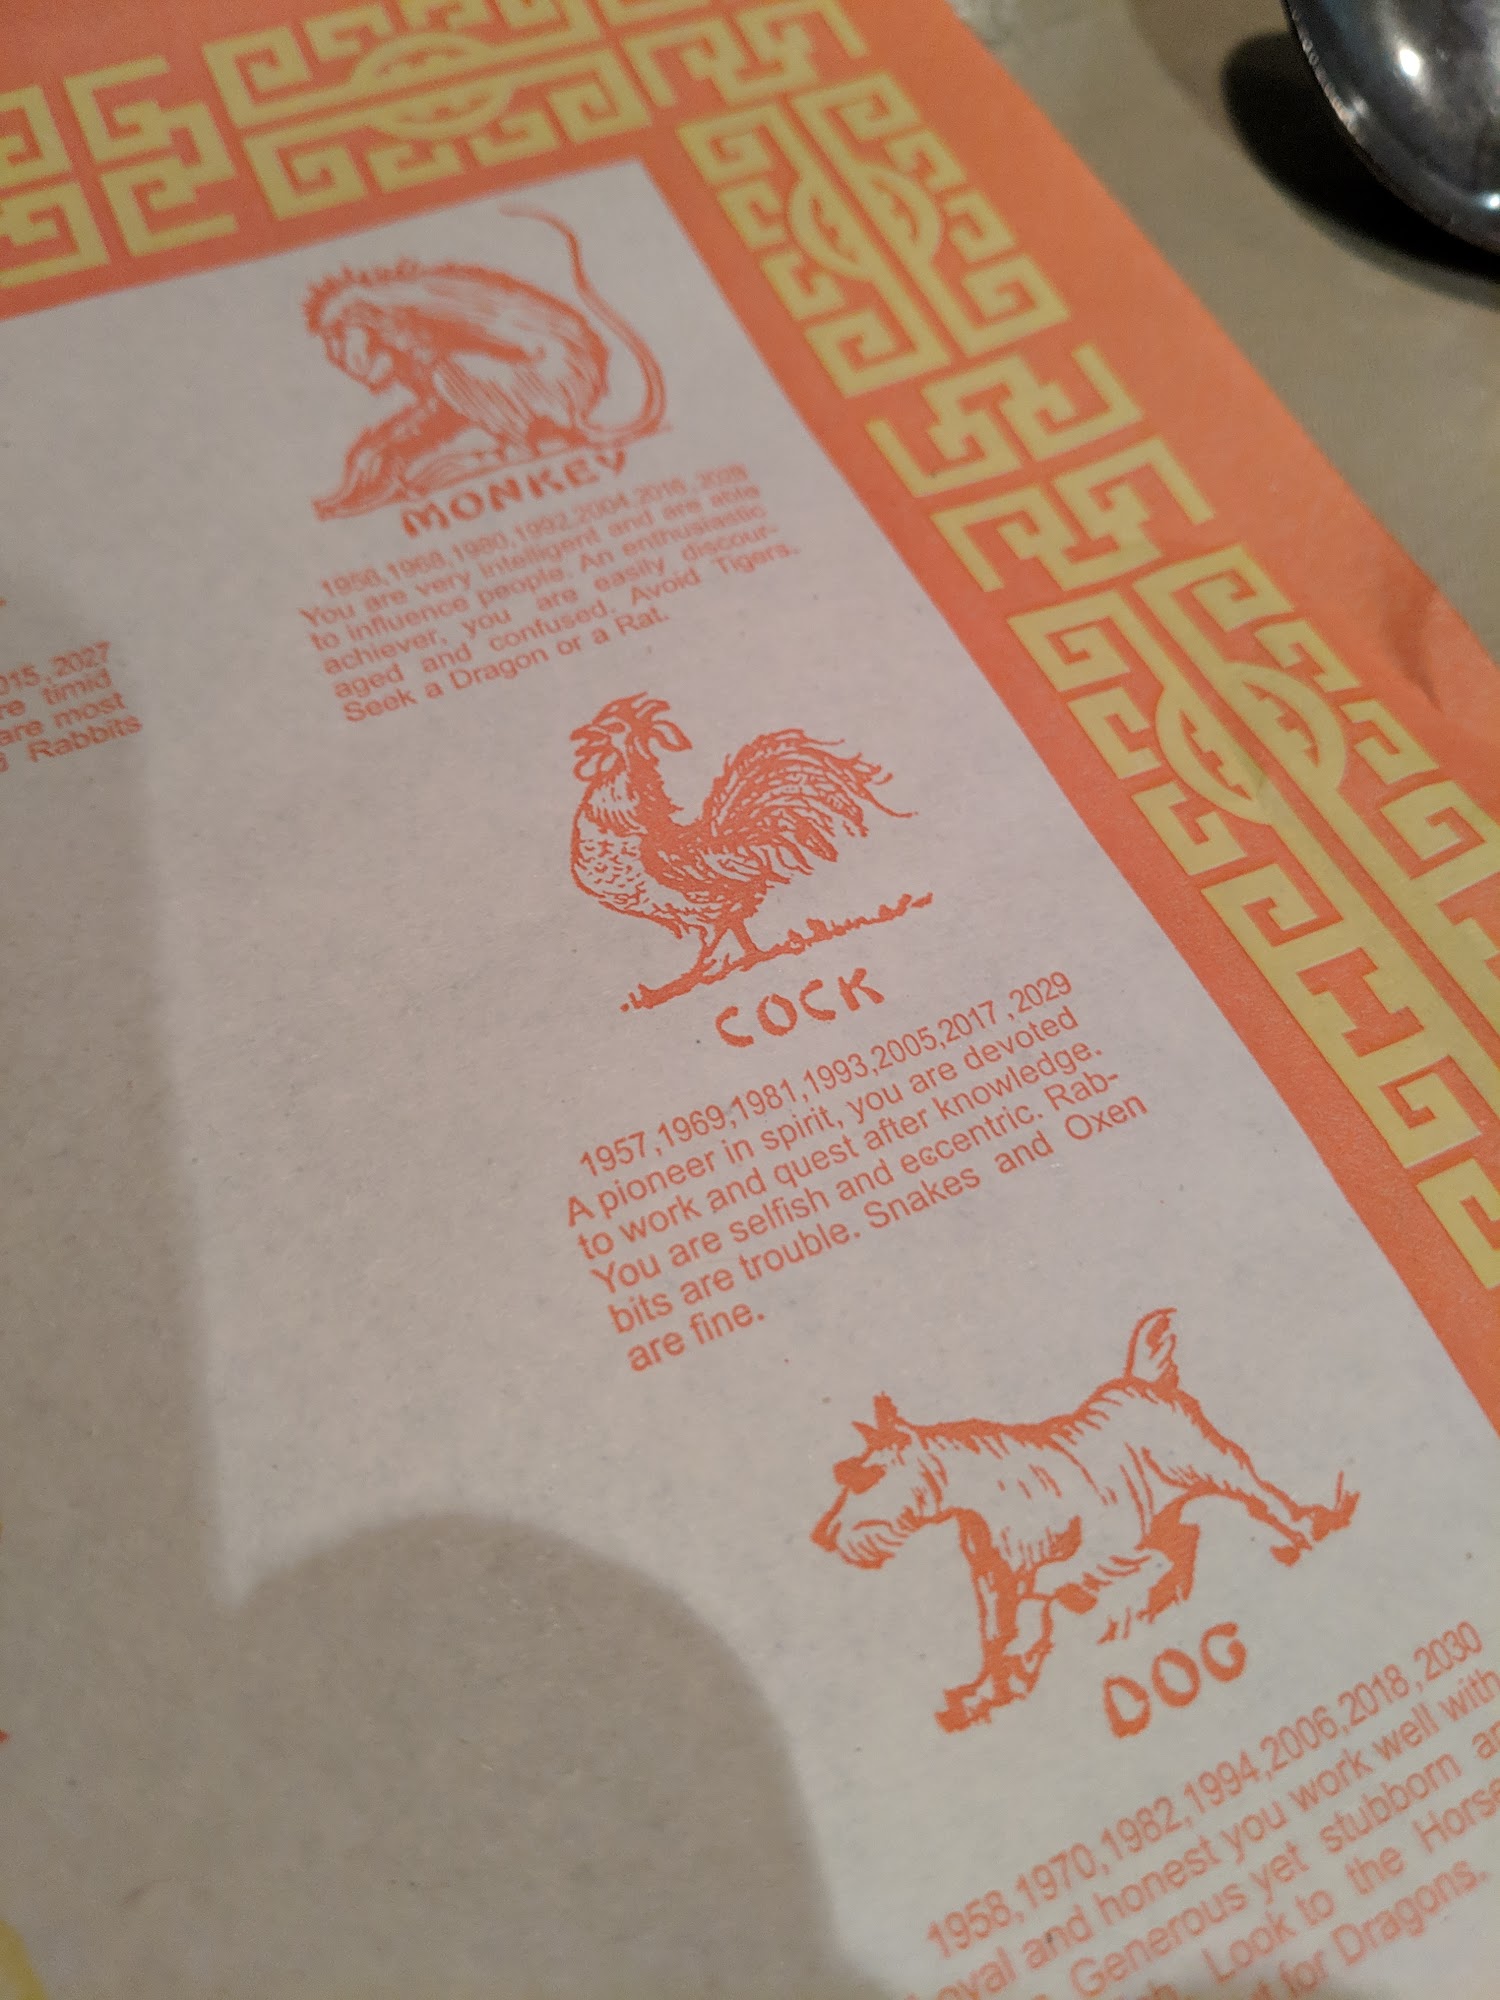 015, 2027
timid
are most
Rabbits
MONKEY
1956,1968,1980,1992,2004,2016,2028
You are very intelligent and are able
to influence people. An enthusiastic
achiever, you are easily discour-
aged and confused. Avoid Tigers.
Seek a Dragon or a Rat.
COCK
1957,1969,1981,1993,2005,2017,2029
A pioneer in spirit, you are devoted
to work and quest after knowledge.
You are selfish and eccentric. Rab-
bits are trouble. Snakes and Oxen
are fine.
DOG
1958,1970,1982,1994,2006,2018,2030
oyal and honest you work well with
Generous yet stubborn
Look to the Horse
for Dragons.